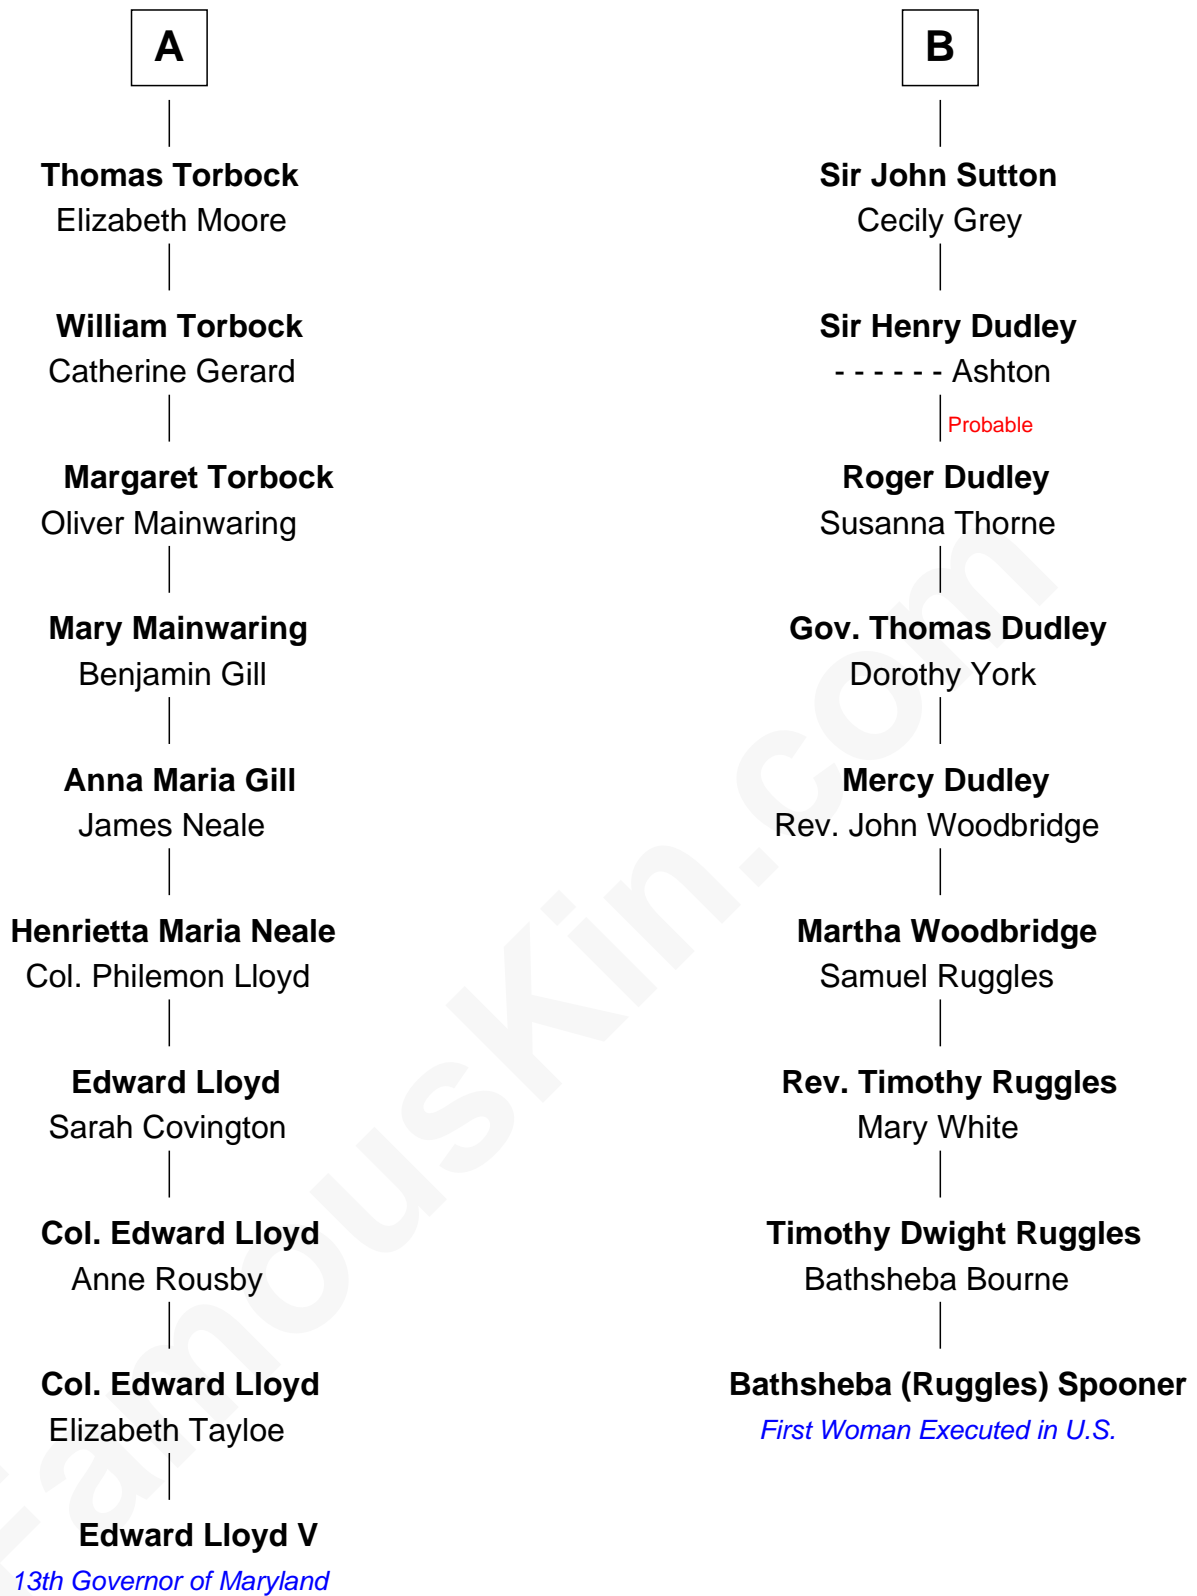 A
Thomas Torbock
Elizabeth Moore
William Torbock
Catherine Gerard
Margaret Torbock
Oliver Mainwaring
Mary Mainwaring
Benjamin Gill
Anna Maria Gill
James Neale
Henrietta Maria Neale
Col. Philemon Lloyd
Edward Lloyd
Sarah Covington
Col. Edward Lloyd
Anne Rousby
Col. Edward Lloyd
Elizabeth Tayloe
Edward Lloyd V
13th Governor of Maryland
B
Sir John Sutton
Cecily Grey
Sir Henry Dudley
- - - - - - Ashton
Probable
Roger Dudley
Susanna Thorne
Gov. Thomas Dudley
Dorothy York
Mercy Dudley
Rev. John Woodbridge
Martha Woodbridge
Samuel Ruggles
Rev. Timothy Ruggles
Mary White
Timothy Dwight Ruggles
Bathsheba Bourne
Bathsheba (Ruggles) Spooner
First Woman Executed in U.S.
FamousKin.com